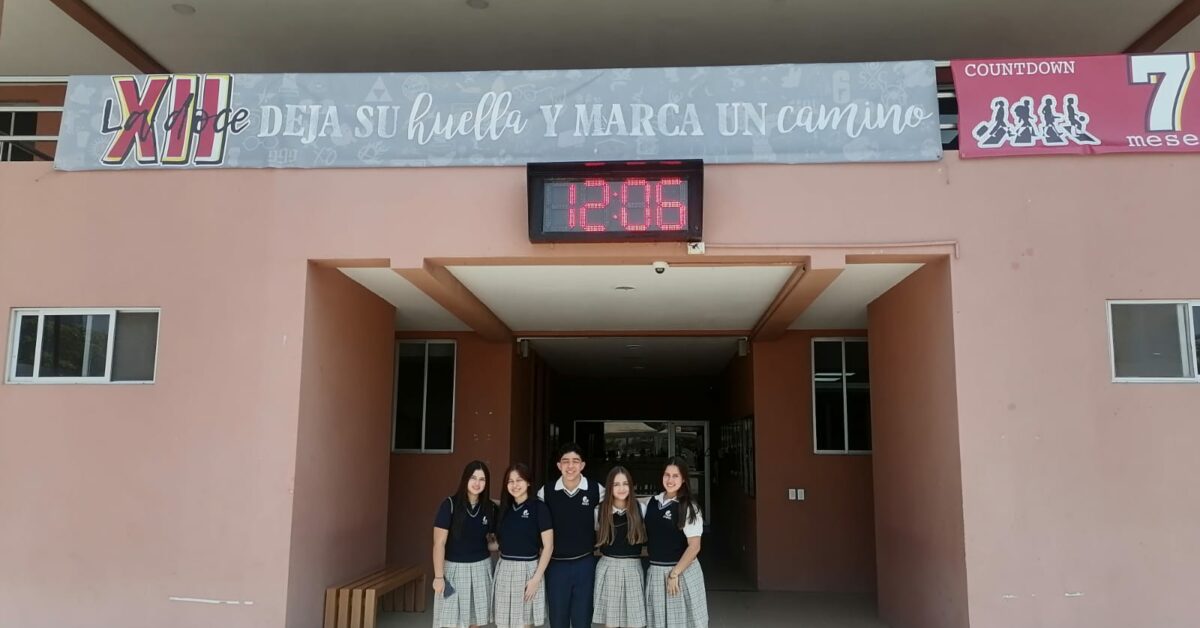 La XII doce DEJA SU huella Y MARCA UN camino
COUNTDOWN
7
mese
12:06